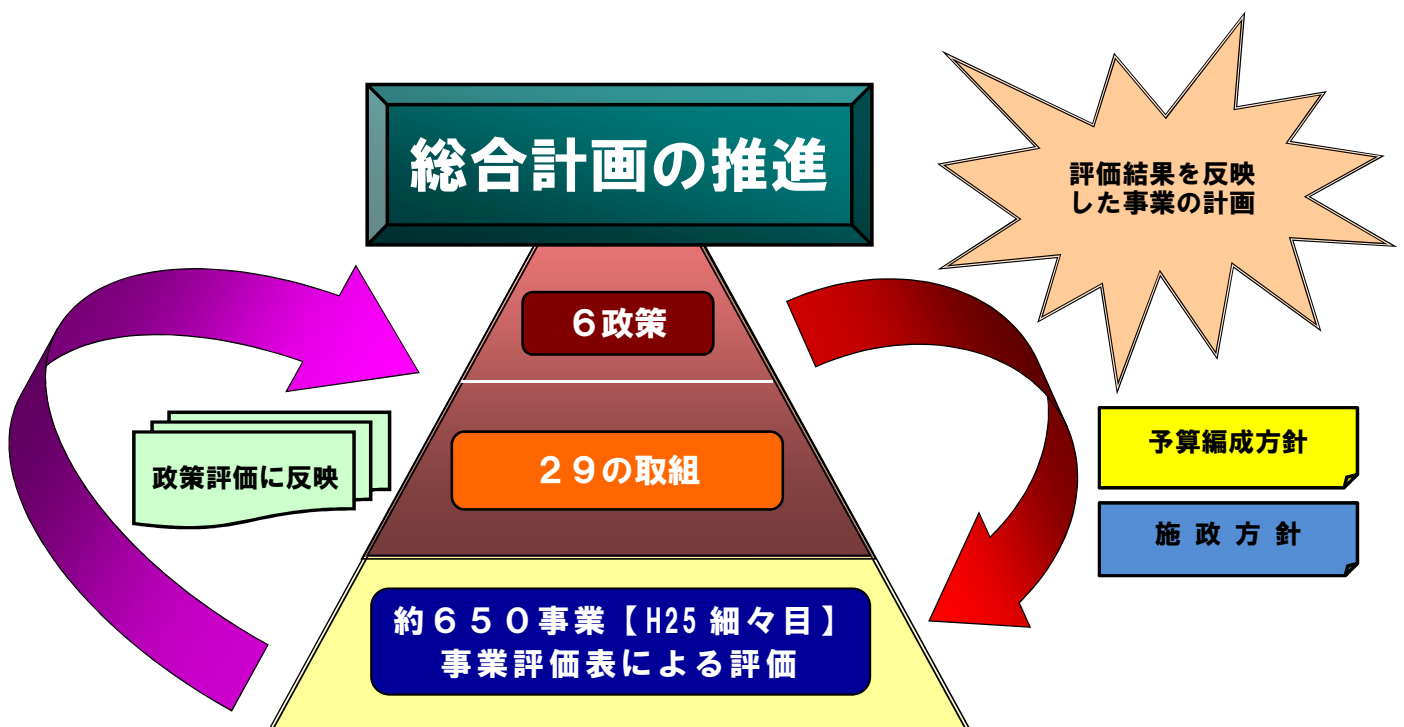 総合計画の推進
評価結果を反映
した事業の計画
６政策
政策評価に反映
２９の取組
予算編成方針
施 政 方 針
約６５０事業【H25 細々目】
事業評価表による評価